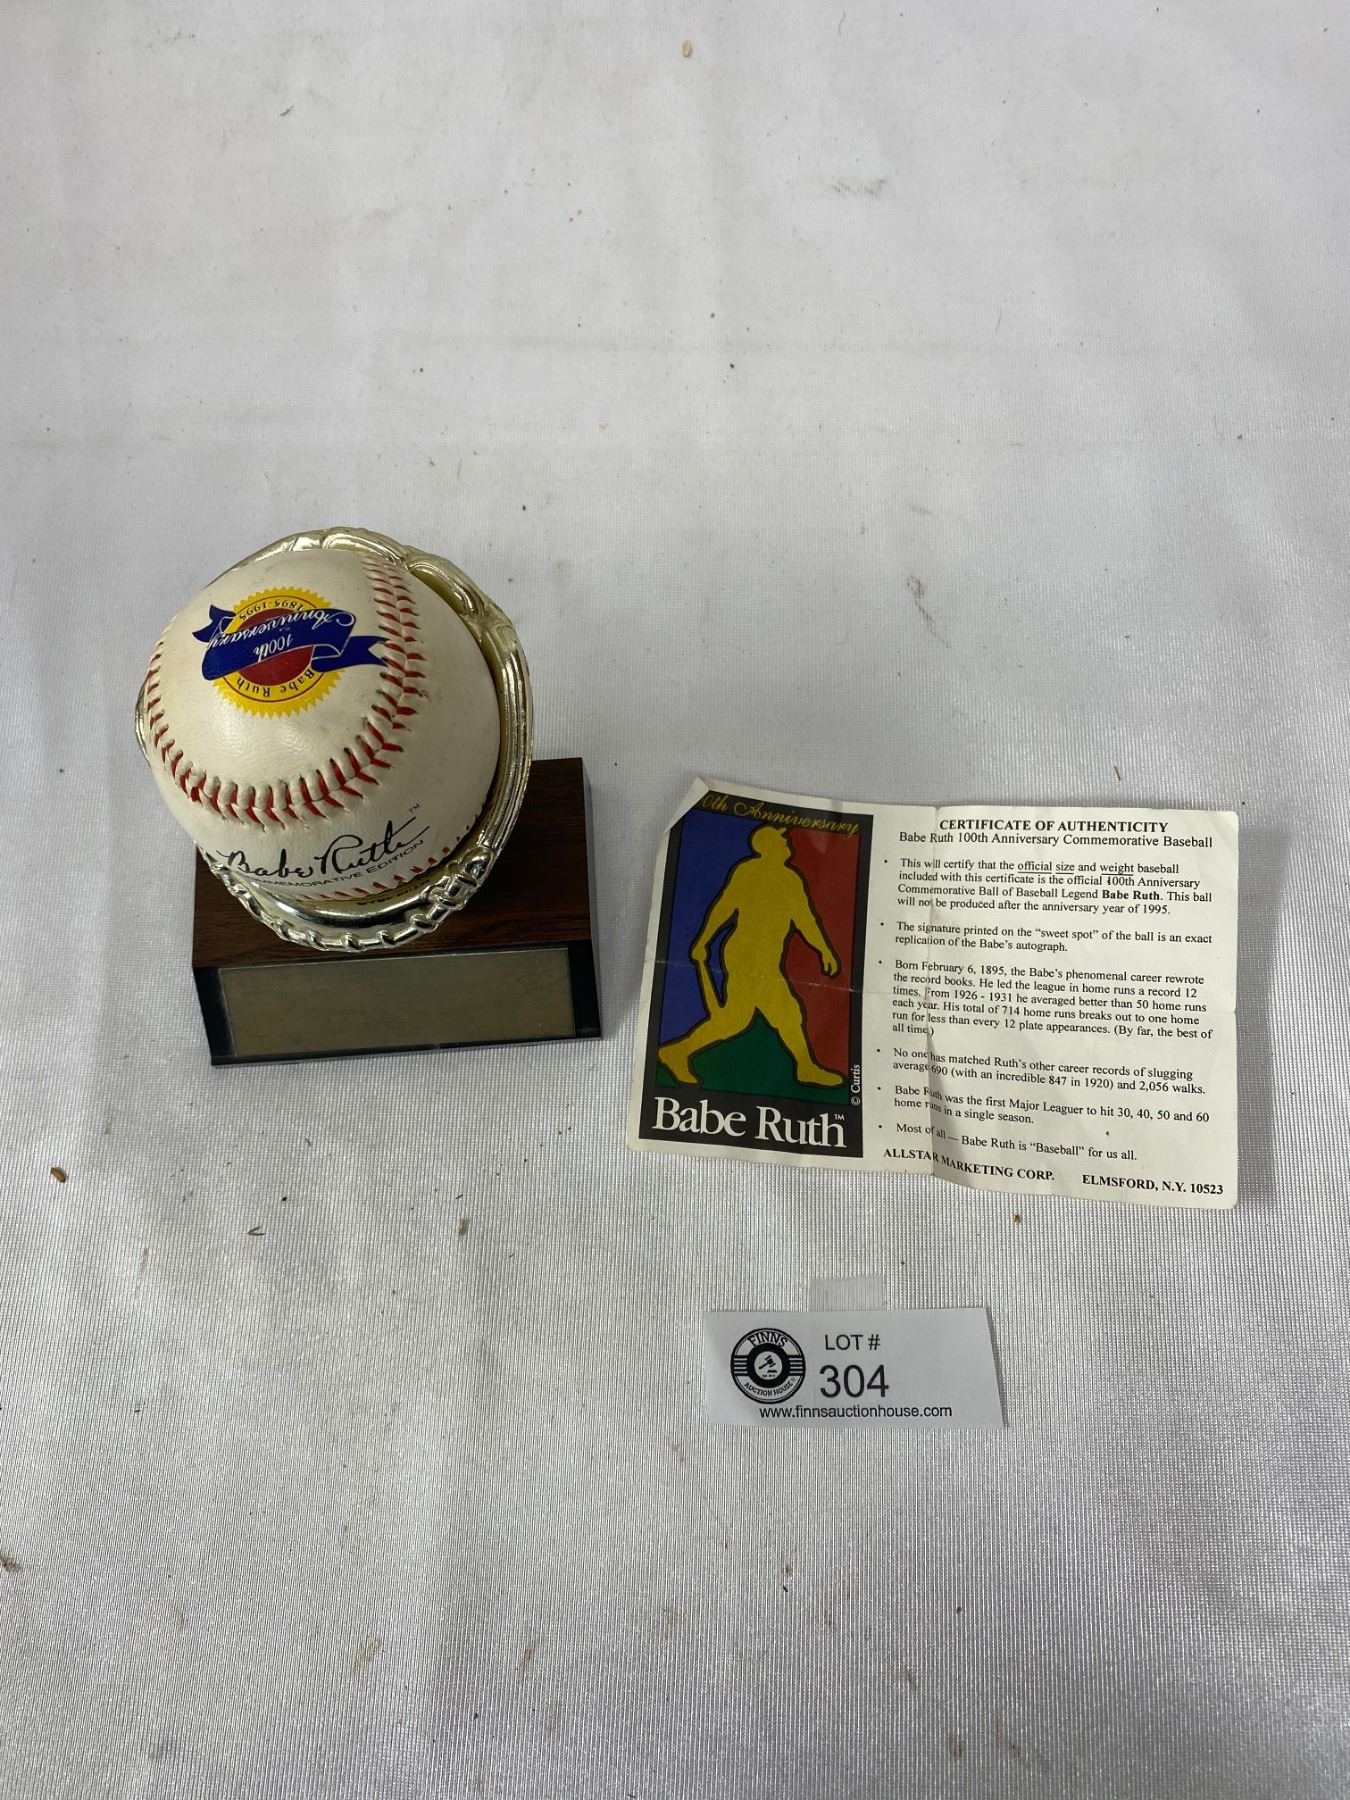 1895-1995
Anniversary
100th
Babe Ruth
Babe Ruth™
COMMEMORATIVE EDITION
0th Anniversary
© Curtis
Babe Ruth™
CERTIFICATE OF AUTHENTICITY
Babe Ruth 100th Anniversary Commemorative Baseball
• This will certify that the official size and weight baseball
included with this certificate is the official 100th Anniversary
Commemorative Ball of Baseball Legend Babe Ruth. This ball
will not be produced after the anniversary year of 1995.
• The signature printed on the “sweet spot” of the ball is an exact
replication of the Babe's autograph.
• Born February 6, 1895, the Babe's phenomenal career rewrote
the record books. He led the league in home runs a record 12
times. From 1926 - 1931 he averaged better than 50 home runs
each year. His total of 714 home runs breaks out to one home
run for less than every 12 plate appearances. (By far, the best of
all time.)
• No one has matched Ruth's other career records of slugging
average 690 (with an incredible 847 in 1920) and 2,056 walks.
• Babe Ruth was the first Major Leaguer to hit 30, 40, 50 and 60
home runs in a single season.
• Most of all — Babe Ruth is “Baseball” for us all.
ALLSTAR MARKETING CORP. ELMSFORD, N.Y. 10523
FINNS
AUCTION HOUSE
LOT #
304
www.finnsauctionhouse.com